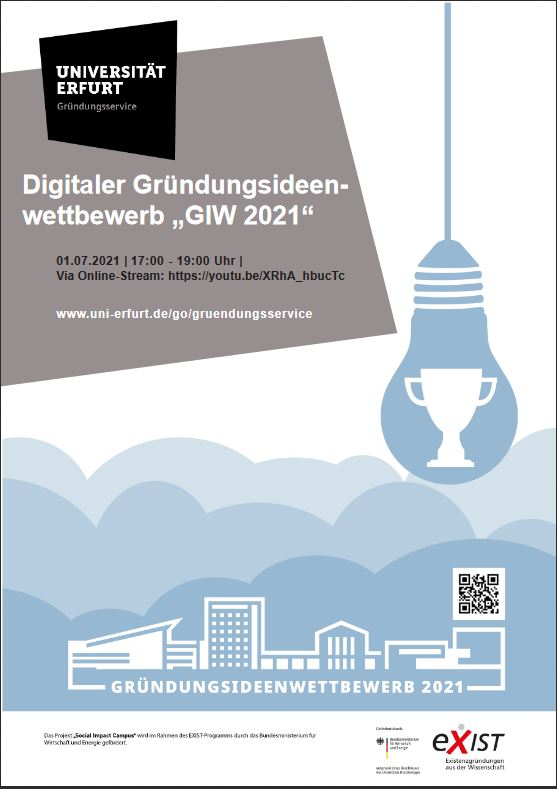 UNIVERSITÄT
ERFURT
Gründungsservice
Digitaler Gründungsideen-
wettbewerb „GIW 2021“
01.07.2021 | 17:00 - 19:00 Uhr |
Via Online-Stream: https://youtu.be/XRhA_hbucTc
www.uni-erfurt.de/go/gruendungsservice
GRÜNDUNGSIDEENWETTBEWERB 2021
Das Projekt „Social Impact Campus“ wird im Rahmen des EXIST-Programms durch das Bundesministerium für
Wirtschaft und Energie gefördert.
Gefördert durch:
Bundesministerium
für Wirtschaft
und Energie
aufgrund eines Beschlusses
des Deutschen Bundestages
eXIST
Existenzgründungen
aus der Wissenschaft